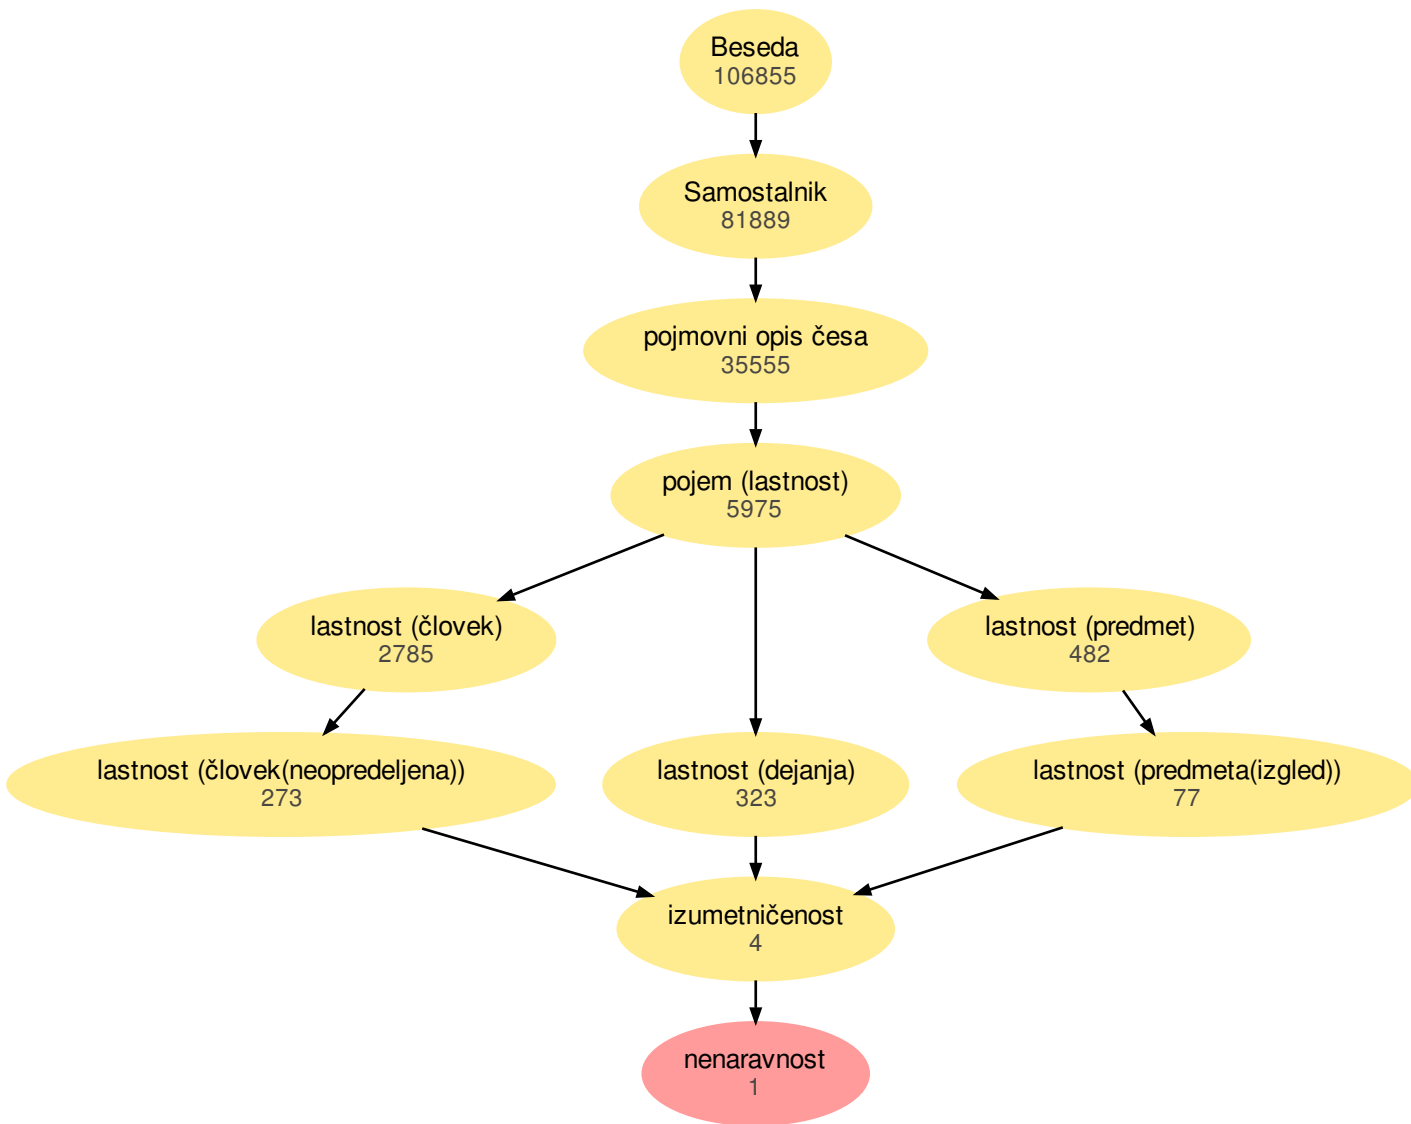 Beseda
106855
Samostalnik
81889
pojmovni opis česa
35555
pojem (lastnost)
5975
lastnost (človek)
2785
lastnost (predmet)
482
lastnost (človek(neopredeljena))
273
lastnost (dejanja)
323
lastnost (predmeta(izgled))
77
izumetničenost
4
nenaravnost
1